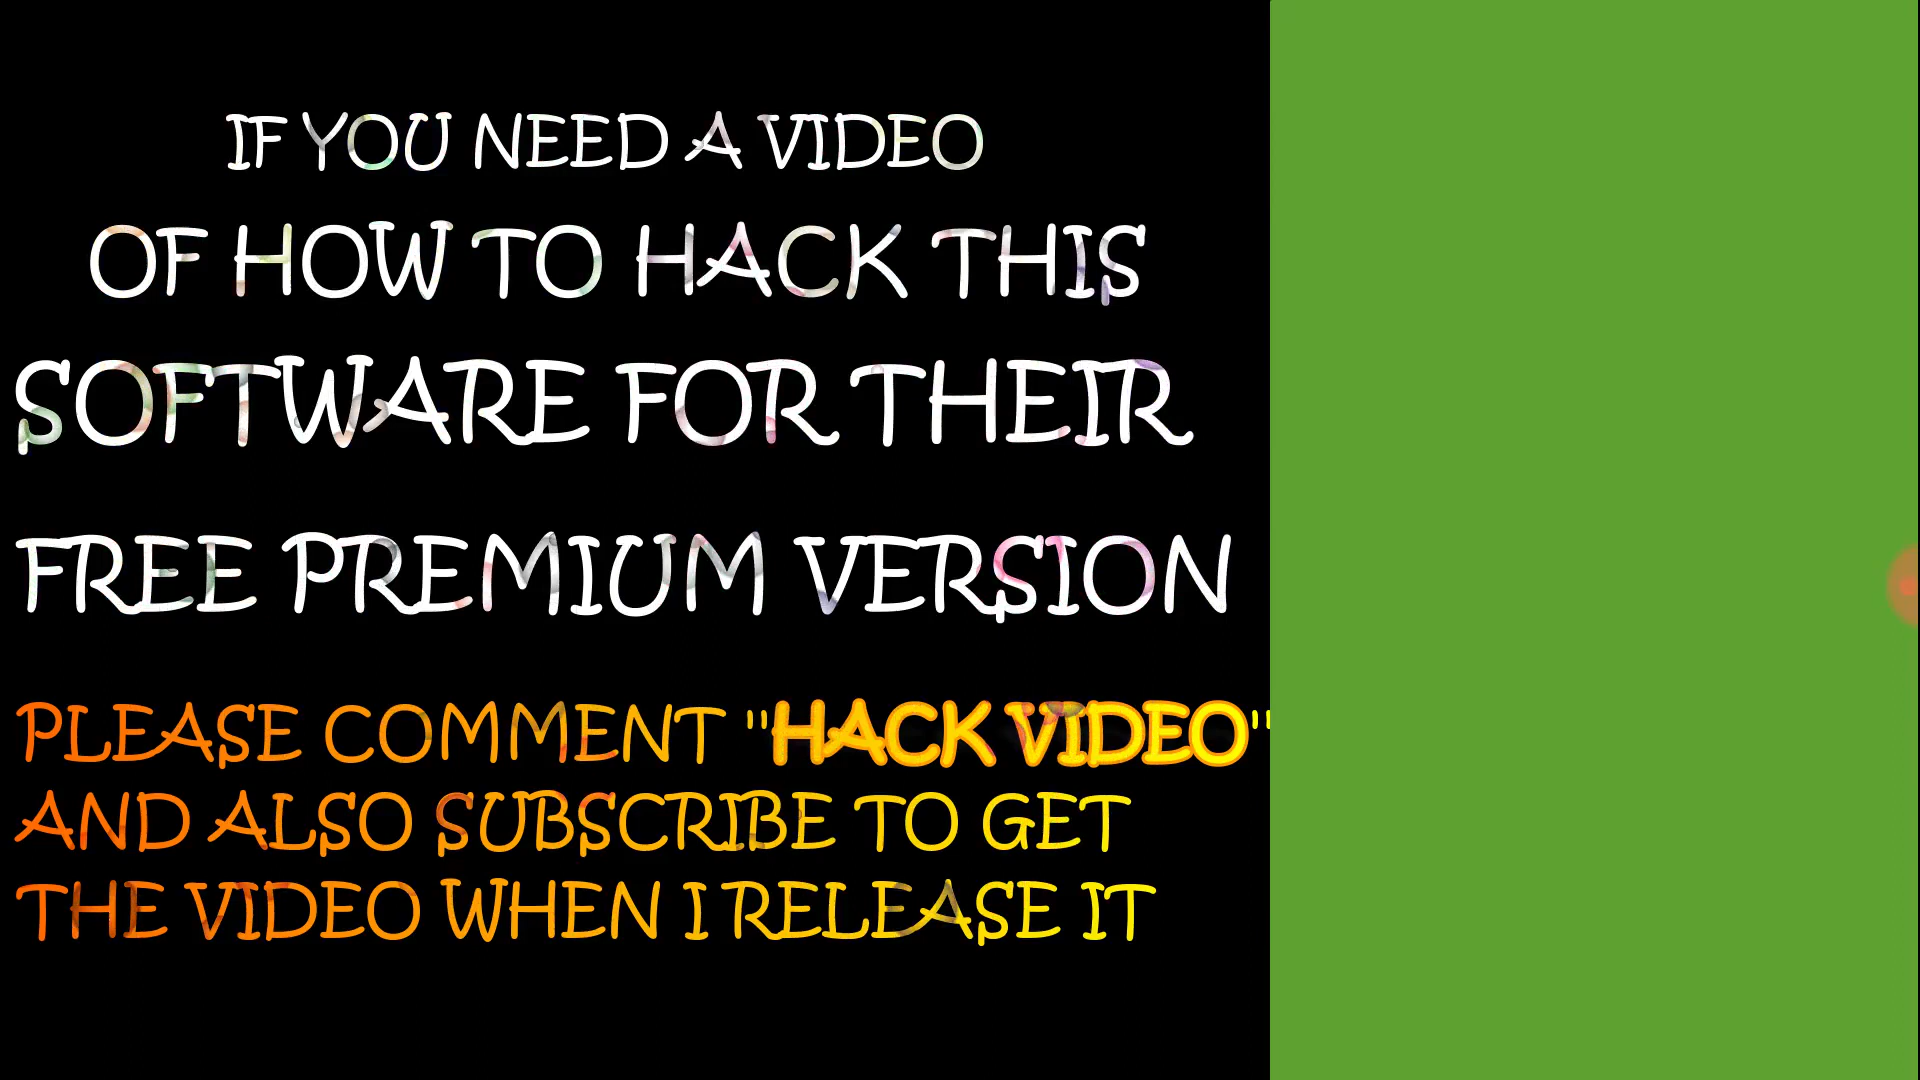 IF YOU NEED A VIDEO
OF HOW TO HACK THIS
SOFTWARE FOR THEIR
FREE PREMIUM VERSION
PLEASE COMMENT "HACK VIDEO"
AND ALSO SUBSCRIBE TO GET
THE VIDEO WHEN I RELEASE IT